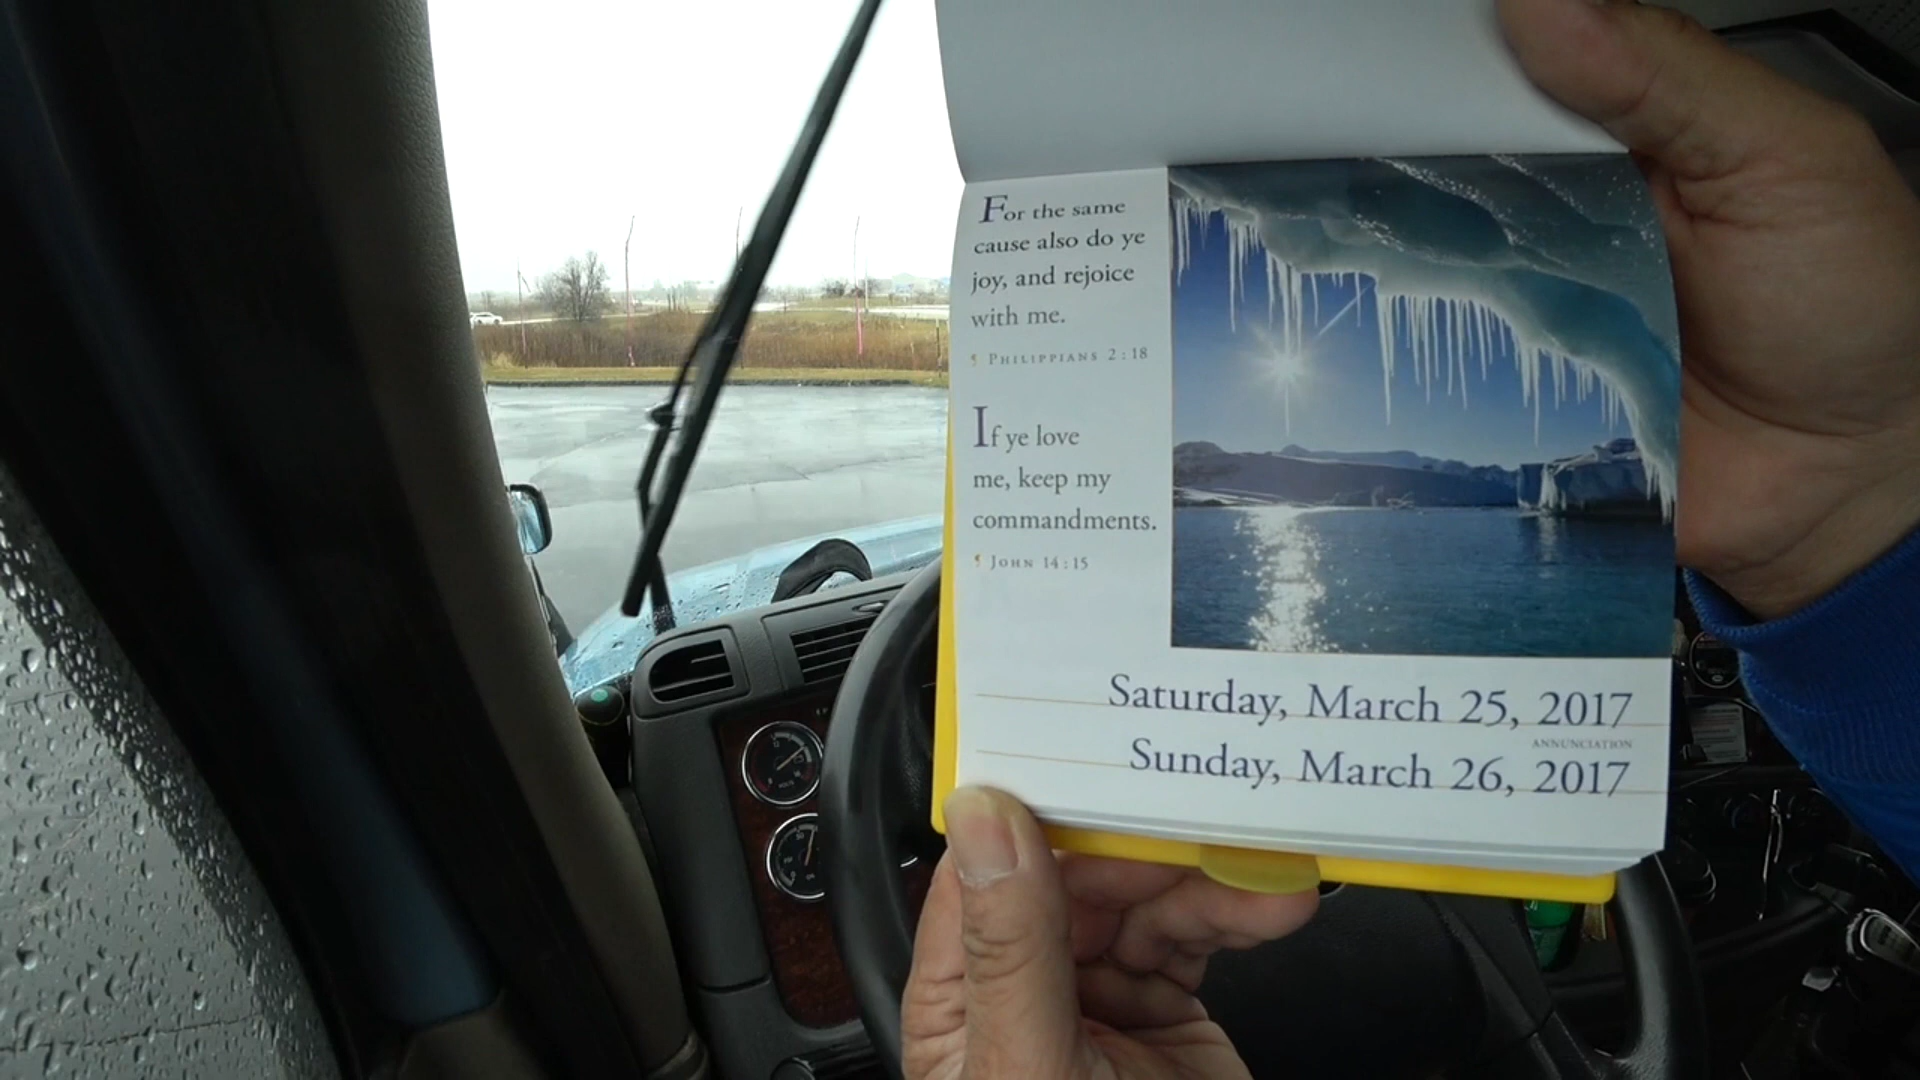 For the same
cause also do ye
joy, and rejoice
with me.
¶ PHILIPPIANS 2:18
If ye love
me, keep my
commandments.
¶ JOHN 14:15
Saturday, March 25, 2017
ANNUNCIATION
Sunday, March 26, 2017
VOLTS